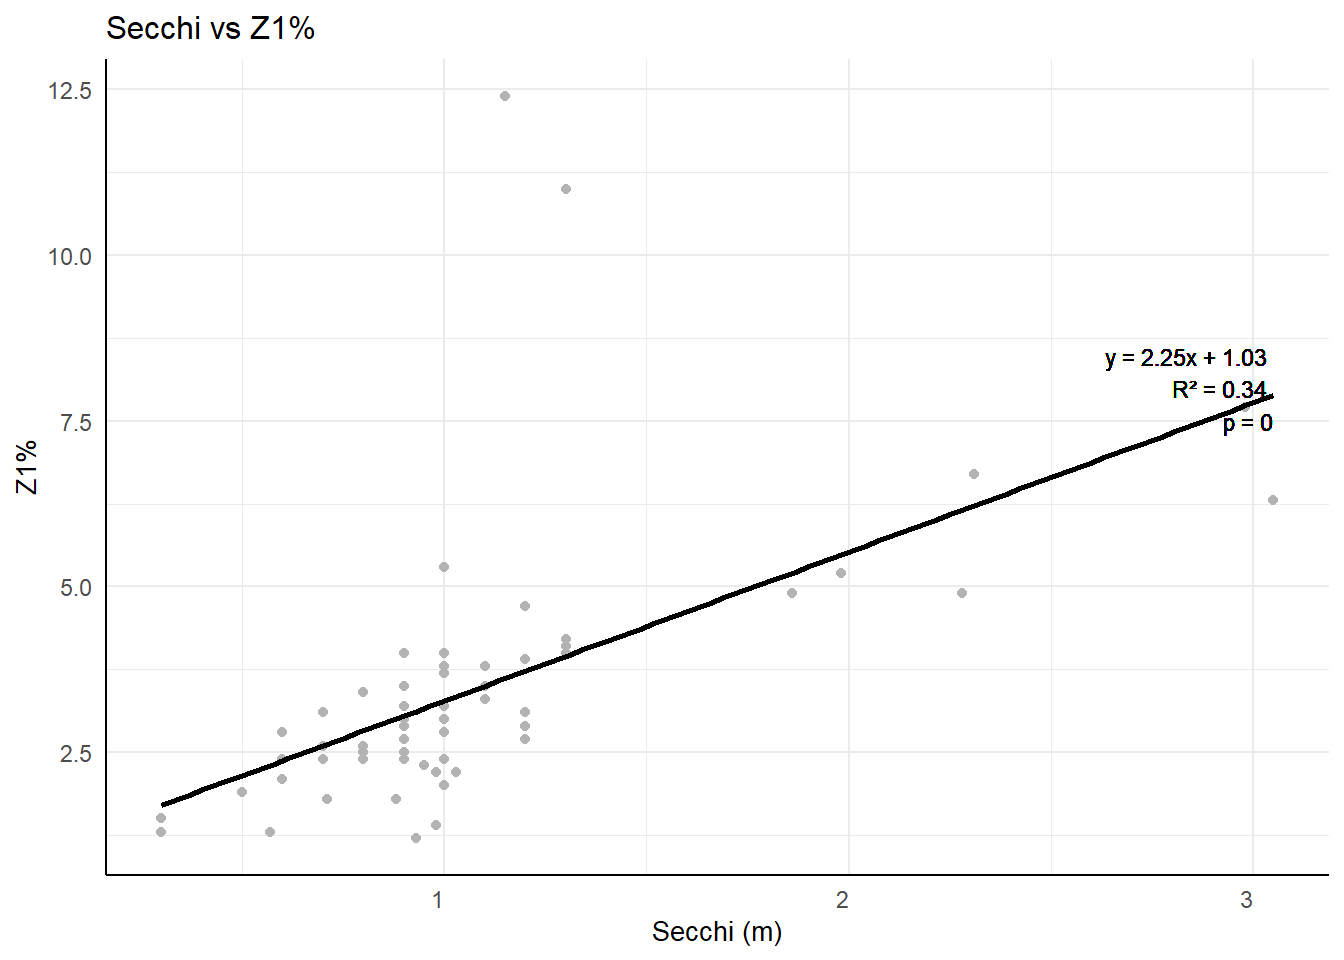 Secchi vs Z1%
12.5
10.0
7.5
5.0
2.5
Z1%
y = 2.25x + 1.03
R² = 0.34
p = 0
1
2
3
Secchi (m)